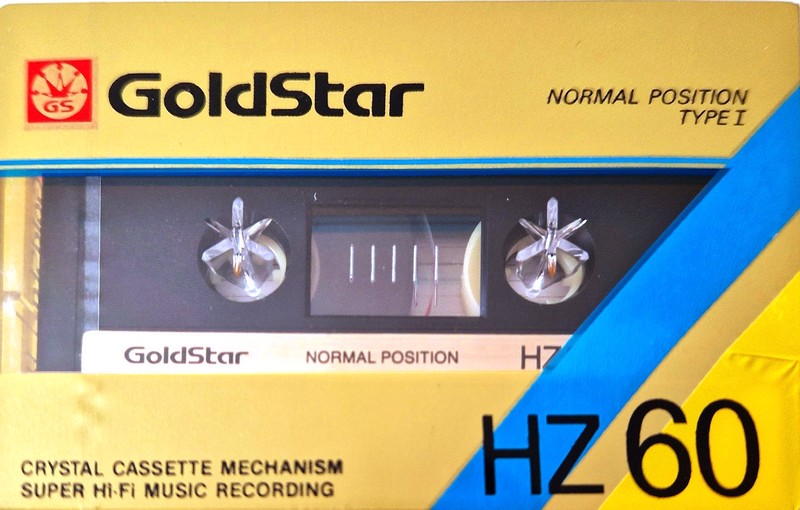 GS
GoldStar
NORMAL POSITION
TYPE I
GoldStar NORMAL POSITION HZ
HZ 60
CRYSTAL CASSETTE MECHANISM
SUPER Hi-Fi MUSIC RECORDING